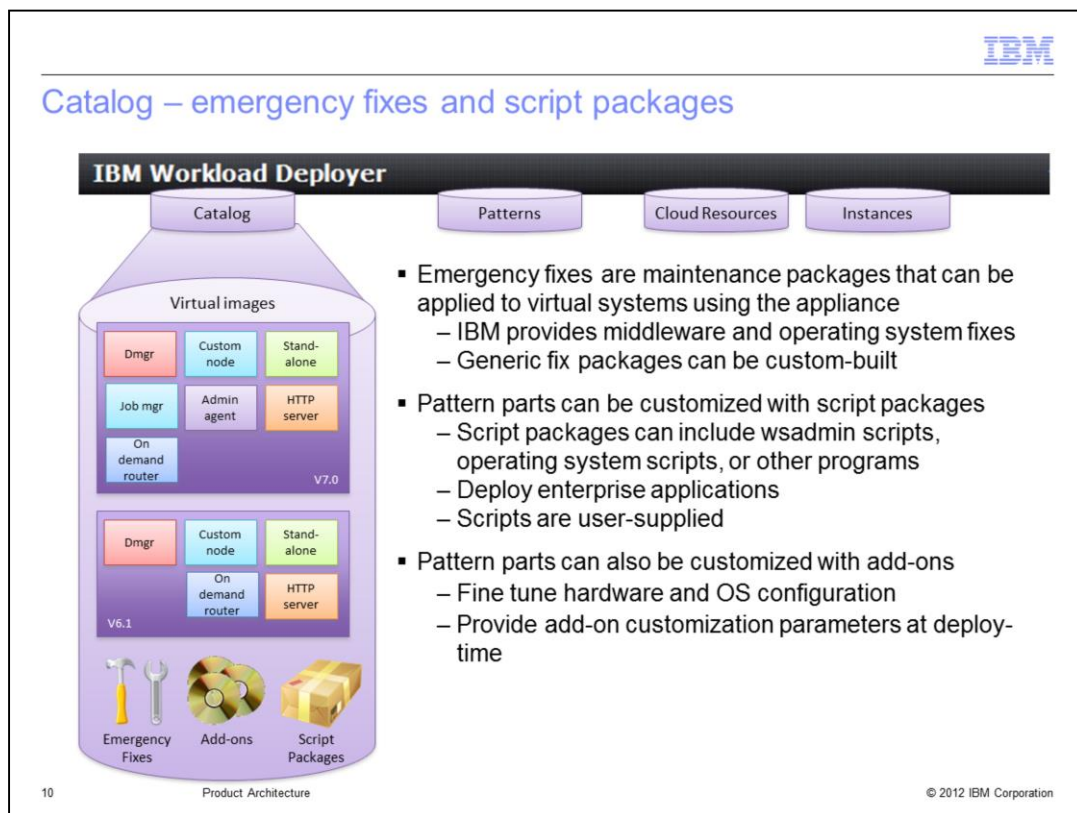 IBM
Catalog – emergency fixes and script packages
IBM Workload Deployer
Catalog
Patterns
Cloud Resources
Instances
Virtual images
Dmgr
Custom
node
Stand-
alone
Job mgr
Admin
agent
HTTP
server
On
demand
router
V7.0
Dmgr
Custom
node
Stand-
alone
On
demand
router
HTTP
server
V6.1
Emergency
Fixes
Add-ons
Script
Packages
▪ Emergency fixes are maintenance packages that can be
applied to virtual systems using the appliance
– IBM provides middleware and operating system fixes
– Generic fix packages can be custom-built
▪ Pattern parts can be customized with script packages
– Script packages can include wsadmin scripts,
operating system scripts, or other programs
– Deploy enterprise applications
– Scripts are user-supplied
▪ Pattern parts can also be customized with add-ons
– Fine tune hardware and OS configuration
– Provide add-on customization parameters at deploy-
time
10
Product Architecture
© 2012 IBM Corporation